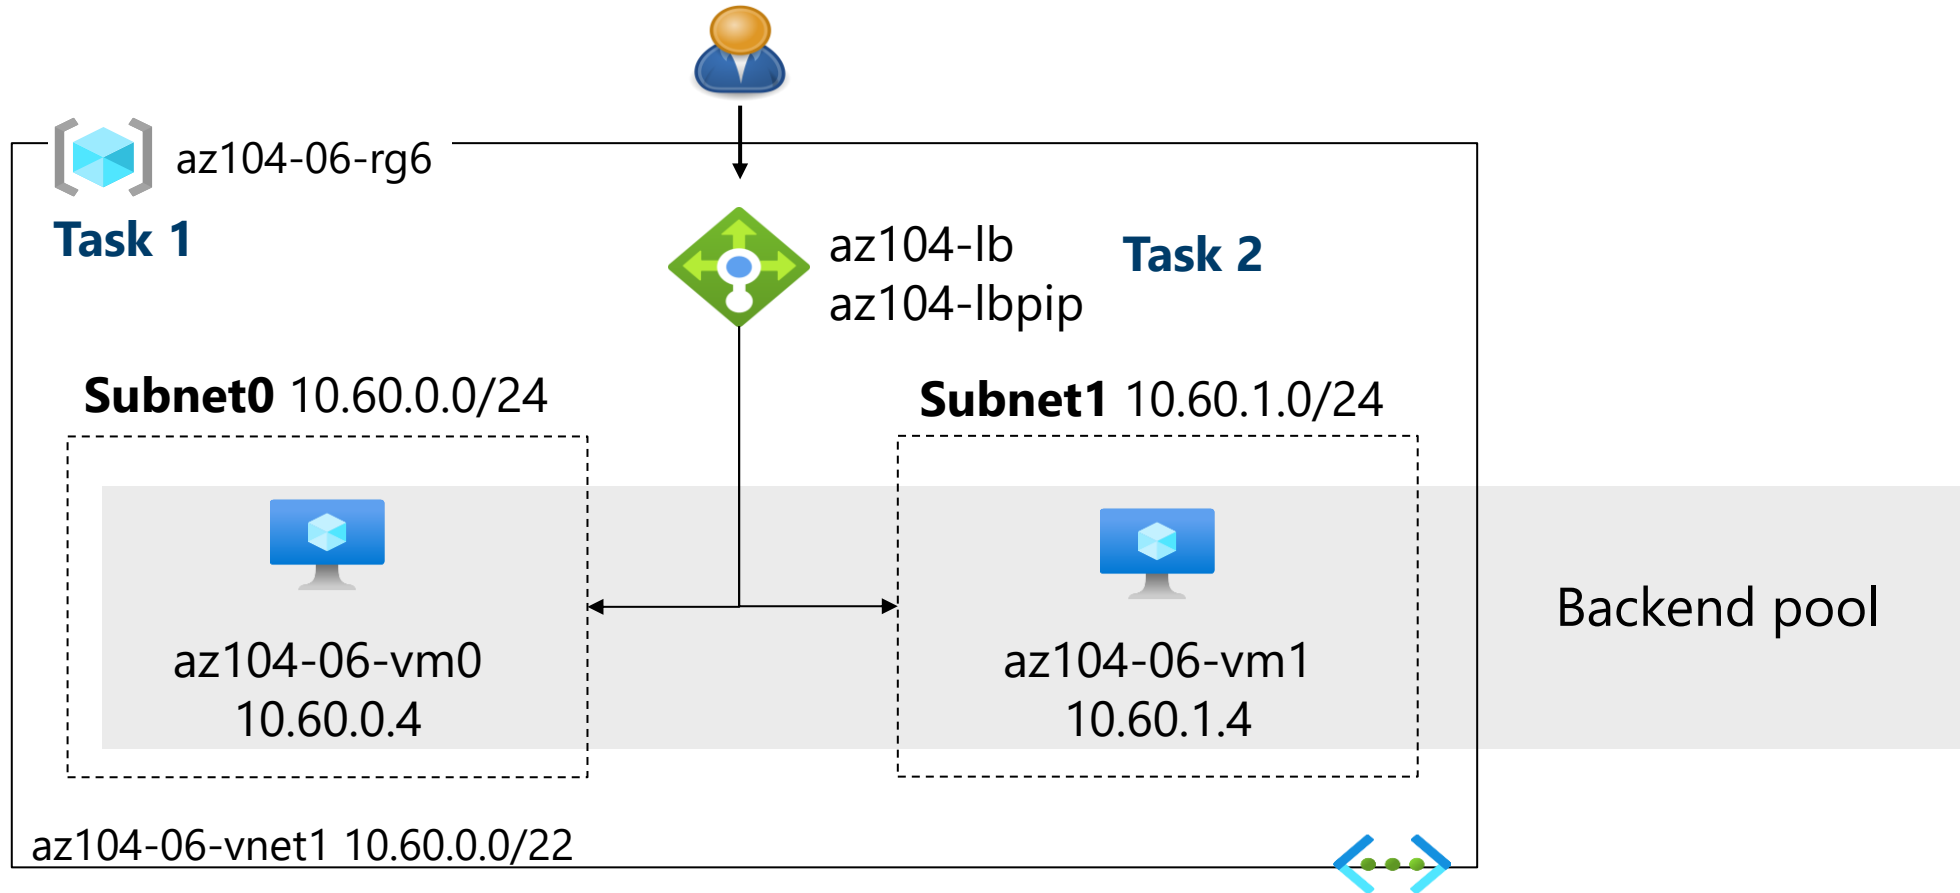 az104-06-rg6
Task 1
az104-lb
az104-lbpip
Task 2
Subnet0 10.60.0.0/24
Subnet1 10.60.1.0/24
az104-06-vm0
10.60.0.4
az104-06-vm1
10.60.1.4
Backend pool
az104-06-vnet1 10.60.0.0/22